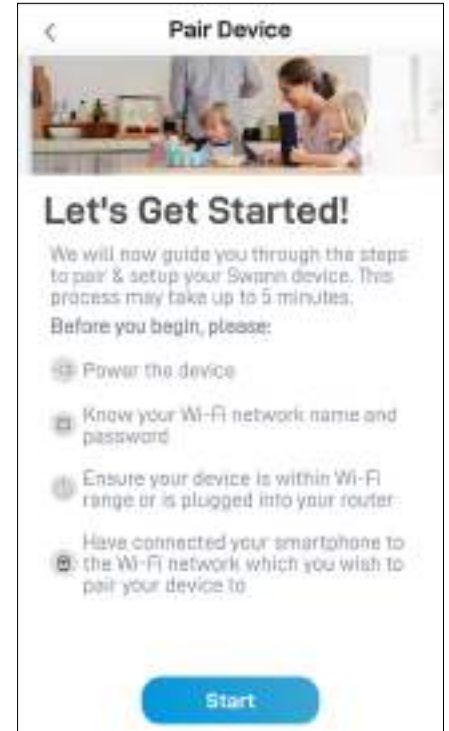 Pair Device
Let's Get Started!
We will now guide you through the steps
to pair & setup your Swann device. This
process may take up to 5 minutes.
Before you begin, please:
Power the device
Know your Wi-Fi network name and
password
Ensure your device is within Wi-Fi
range or is plugged into your router
Have connected your smartphone to
the Wi-Fi network which you wish to
pair your device to
Start